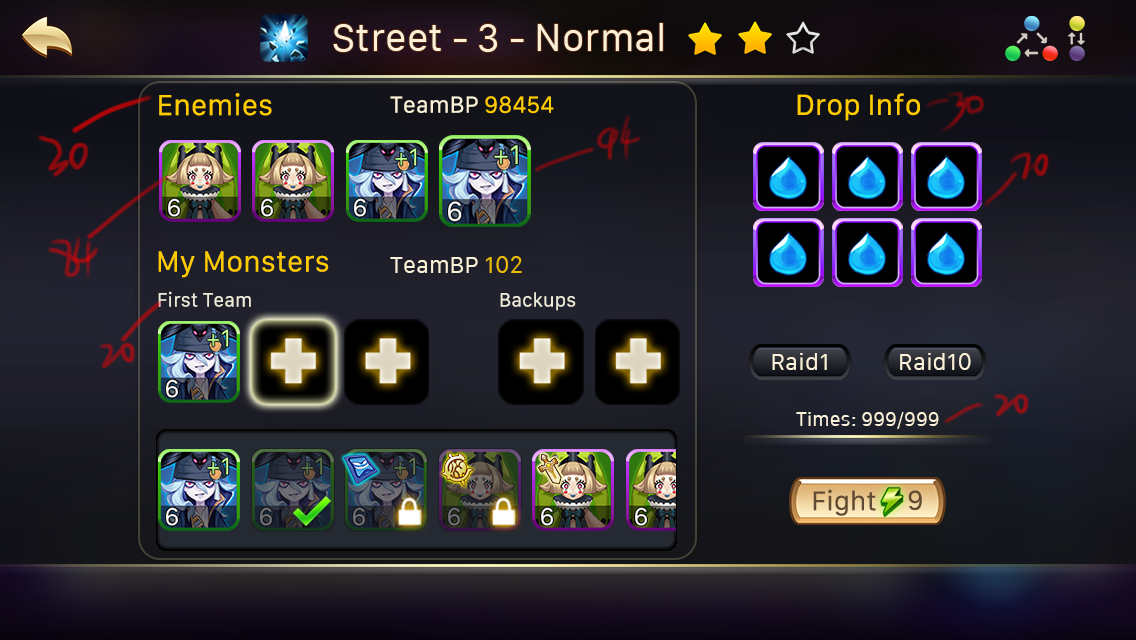 Street - 3 - Normal
Enemies
TeamBP 98454
Drop Info
30
30
94
+1
+1
6
6
6
6
70
84
My Monsters
TeamBP 102
First Team
Backups
20
+1
6
Raid1
Raid10
Times: 999/999
20
+1
+1
+1
6
6
6
6
6
6
Fight 9